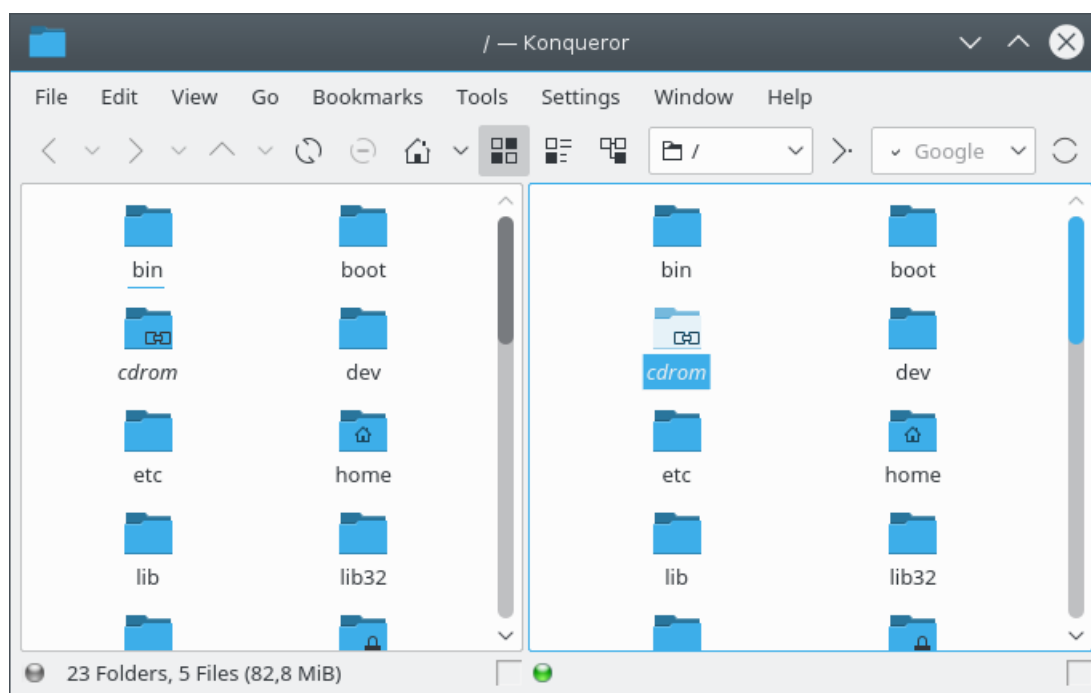 / — Konqueror
File Edit View Go Bookmarks Tools Settings Window Help
/ Google
bin boot bin boot
cdrom dev cdrom dev
etc home etc home
lib lib32 lib lib32
23 Folders, 5 Files (82,8 MiB)